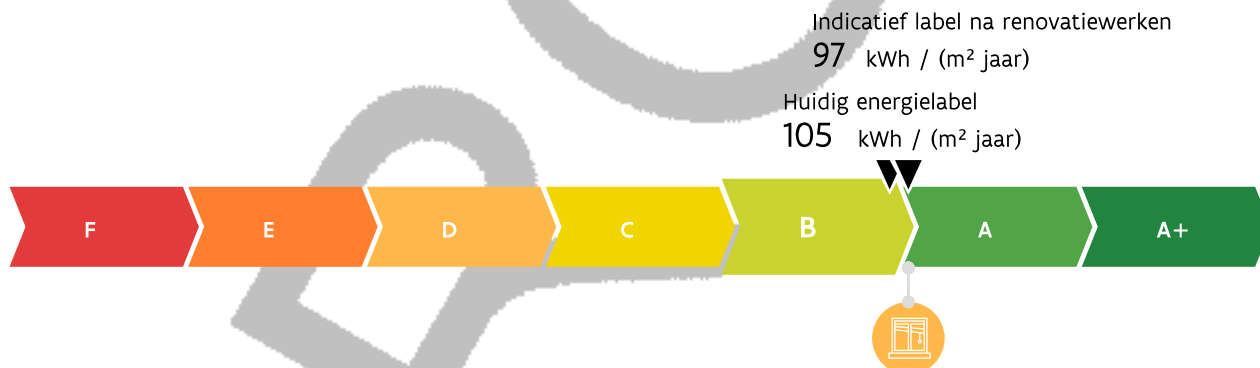 Indicatief label na renovatiewerken
97 kWh / (m² jaar)
Huidig energielabel
105 kWh / (m² jaar)
F E D C B A A+